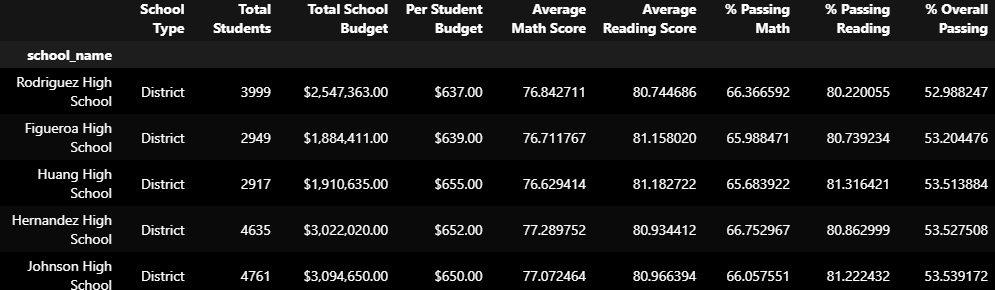 School Type Total Students Total School Budget Per Student Budget Average Math Score Average Reading Score % Passing Math % Passing Reading % Overall Passing
school_name
Rodriguez High School District 3999 $2,547,363.00 $637.00 76.842711 80.744686 66.366592 80.220055 52.988247
Figueroa High School District 2949 $1,884,411.00 $639.00 76.711767 81.158020 65.988471 80.739234 53.204476
Huang High School District 2917 $1,910,635.00 $655.00 76.629414 81.182722 65.683922 81.316421 53.513884
Hernandez High School District 4635 $3,022,020.00 $652.00 77.289752 80.934412 66.752967 80.862999 53.527508
Johnson High School District 4761 $3,094,650.00 $650.00 77.072464 80.966394 66.057551 81.222432 53.539172